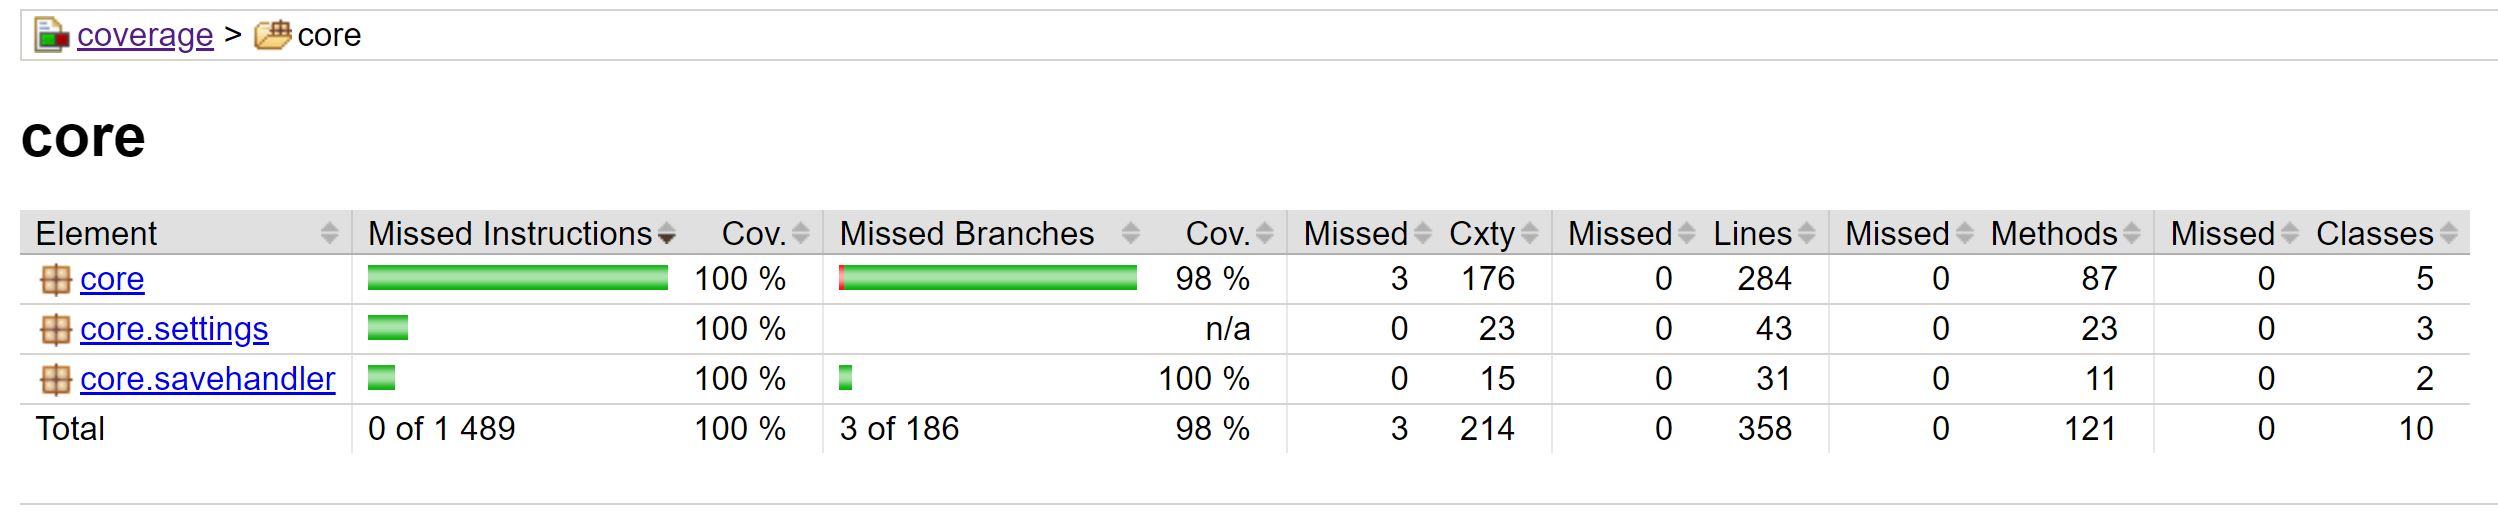 coverage > core
core
Element Missed Instructions Cov. Missed Branches Cov. Missed Cxty Missed Lines Missed Methods Missed Classes
core 100 % 98 % 3 176 0 284 0 87 0 5
core.settings 100 % n/a 0 23 0 43 0 23 0 3
core.savehandler 100 % 100 % 0 15 0 31 0 11 0 2
Total 0 of 1 489 100 % 3 of 186 98 % 3 214 0 358 0 121 0 10